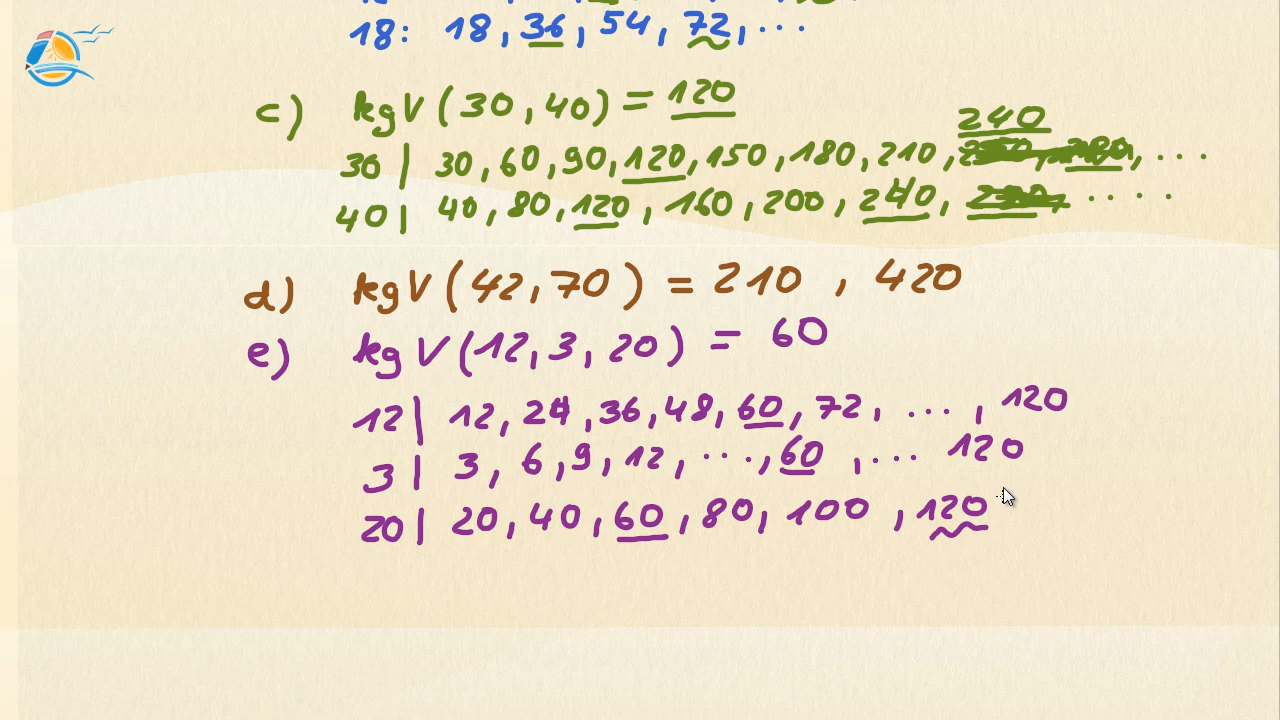 18: 18, 36, 54, 72, ...
c) kgV(30, 40) = 120
240
30 | 30, 60, 90, 120, 150, 180, 210, ...
40 | 40, 80, 120, 160, 200, 240, ....
d) kgV(42, 70) = 210, 420
e) kgV(12, 3, 20) = 60
12 | 12, 24, 36, 48, 60, 72, ..., 120
3 | 3, 6, 9, 12, ..., 60, ... 120
20 | 20, 40, 60, 80, 100, 120